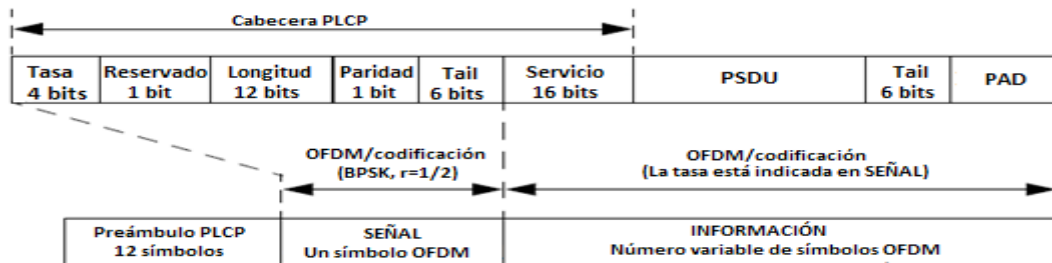 Cabecera PLCP
Tasa Reservado Longitud Paridad Tail Servicio PSDU Tail PAD
4 bits 1 bit 12 bits 1 bit 6 bits 16 bits 6 bits
OFDM/codificación OFDM/codificación
(BPSK, r=1/2) (La tasa está indicada en SEÑAL)
Preámbulo PLCP SEÑAL INFORMACIÓN
12 símbolos Un símbolo OFDM Número variable de símbolos OFDM